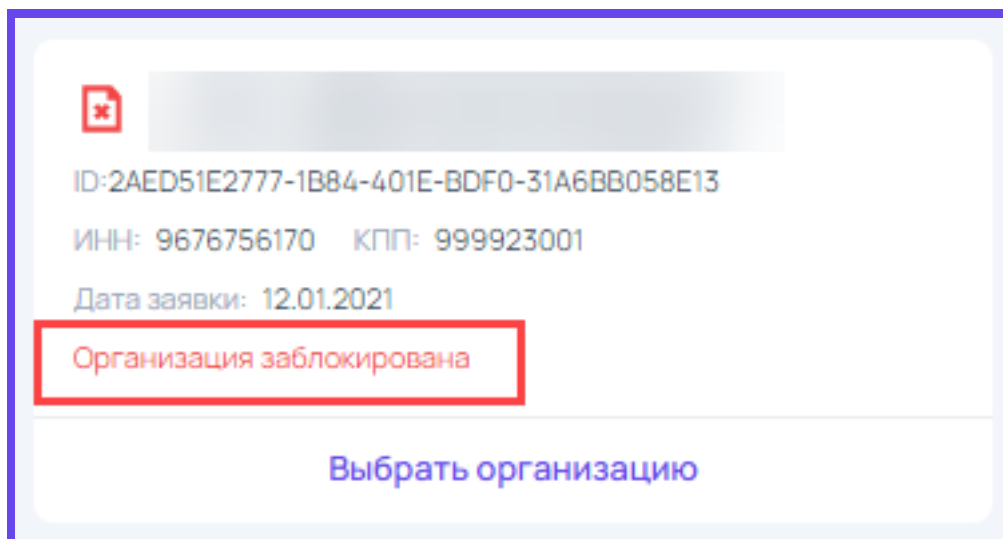 ID:2AED51E2777-1B84-401E-BDF0-31A6BB058E13
ИНН: 9676756170 КПП: 999923001
Дата заявки: 12.01.2021
Организация заблокирована
Выбрать организацию